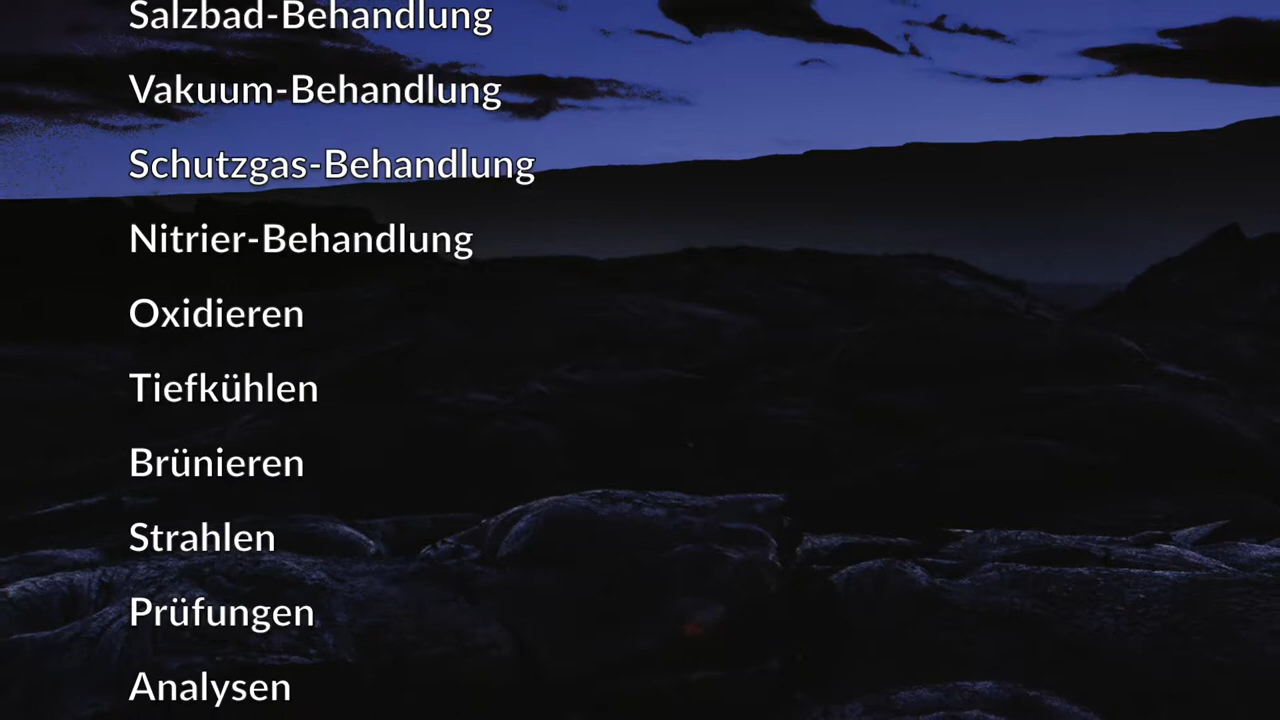 Salzbad-Behandlung
Vakuum-Behandlung
Schutzgas-Behandlung
Nitrier-Behandlung
Oxidieren
Tiefkühlen
Brünieren
Strahlen
Prüfungen
Analysen